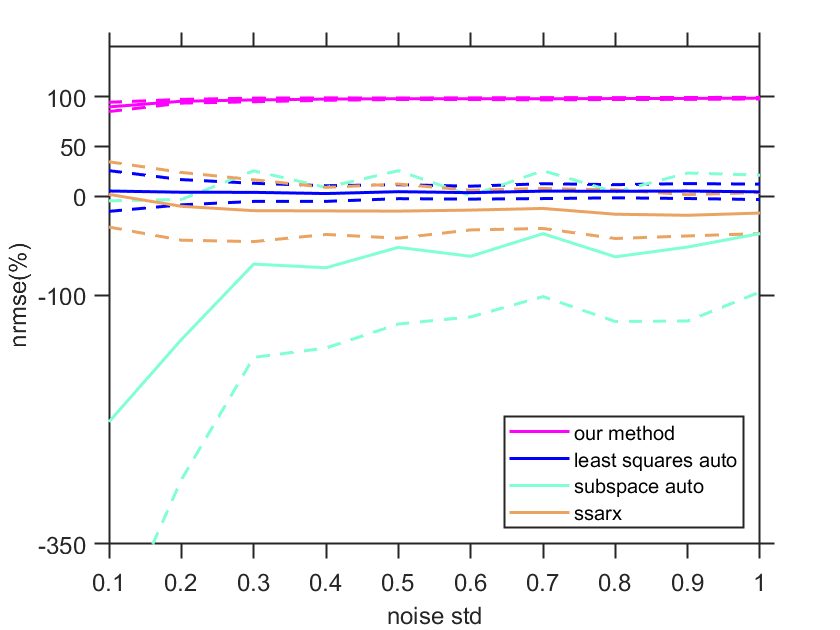 100
50
0
-100
-350
nrmse(%)
0.1 0.2 0.3 0.4 0.5 0.6 0.7 0.8 0.9 1
noise std
our method
least squares auto
subspace auto
ssarx